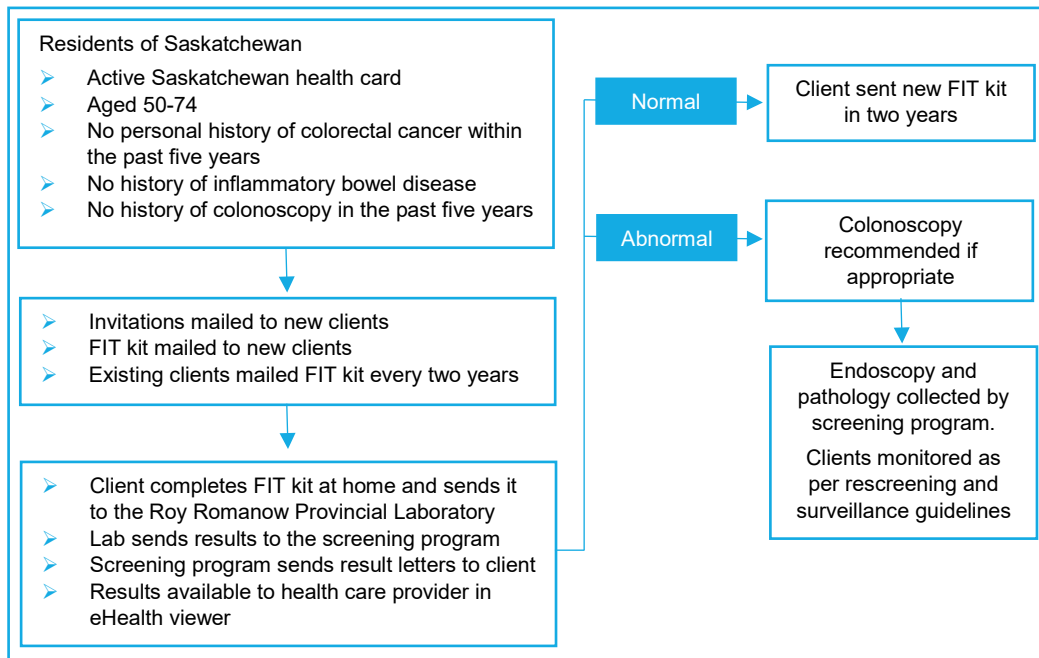 Residents of Saskatchewan
➢ Active Saskatchewan health card
➢ Aged 50-74
➢ No personal history of colorectal cancer within
the past five years
➢ No history of inflammatory bowel disease
➢ No history of colonoscopy in the past five years
➢ Invitations mailed to new clients
➢ FIT kit mailed to new clients
➢ Existing clients mailed FIT kit every two years
➢ Client completes FIT kit at home and sends it
to the Roy Romanow Provincial Laboratory
➢ Lab sends results to the screening program
➢ Screening program sends result letters to client
➢ Results available to health care provider in
eHealth viewer
Normal
Client sent new FIT kit
in two years
Abnormal
Colonoscopy
recommended if
appropriate
Endoscopy and
pathology collected by
screening program.
Clients monitored as
per rescreening and
surveillance guidelines